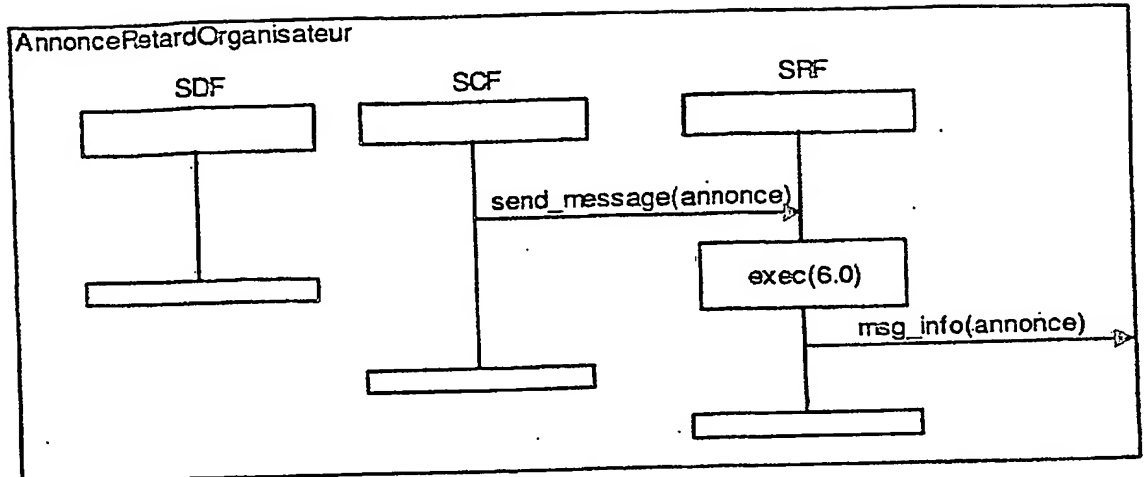 AnnonceRetardOrganisateur
SDF
SCF
SRF
send_message(annonce)
exec(6.0)
msg_info(annonce)